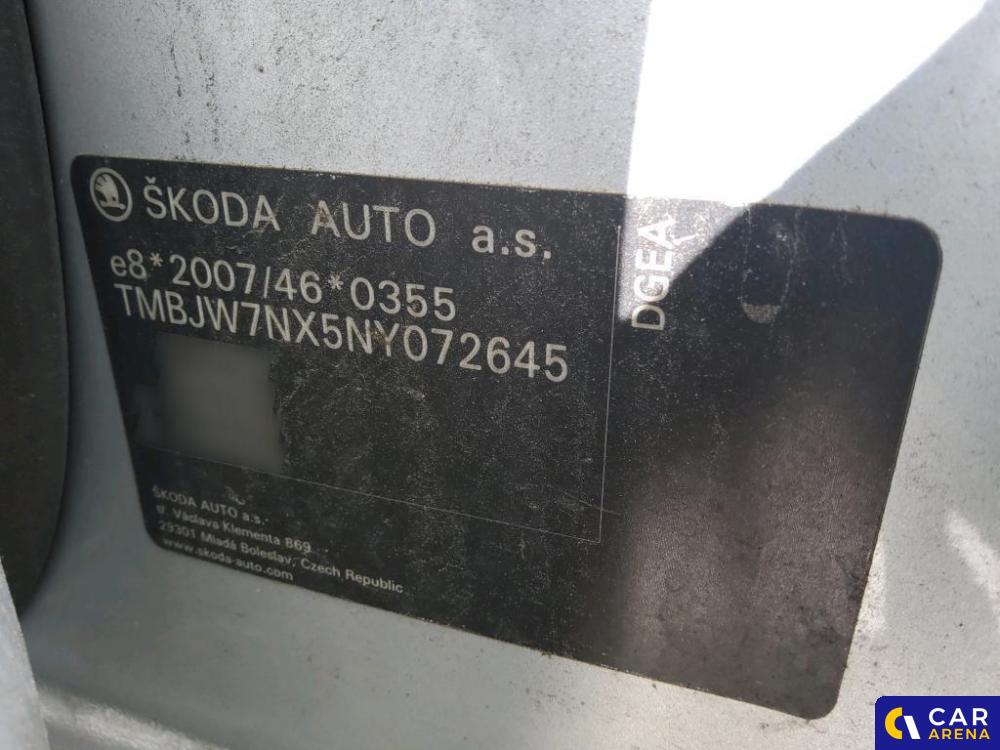 ŠKODA AUTO a.s.
e8*2007/46*0355
TMBJW7NX5NY072645
DGEA
ŠKODA AUTO a.s.
tř. Václava Klementa 869
29301 Mladá Boleslav, Czech Republic
www.skoda-auto.com
CAR
ARENA